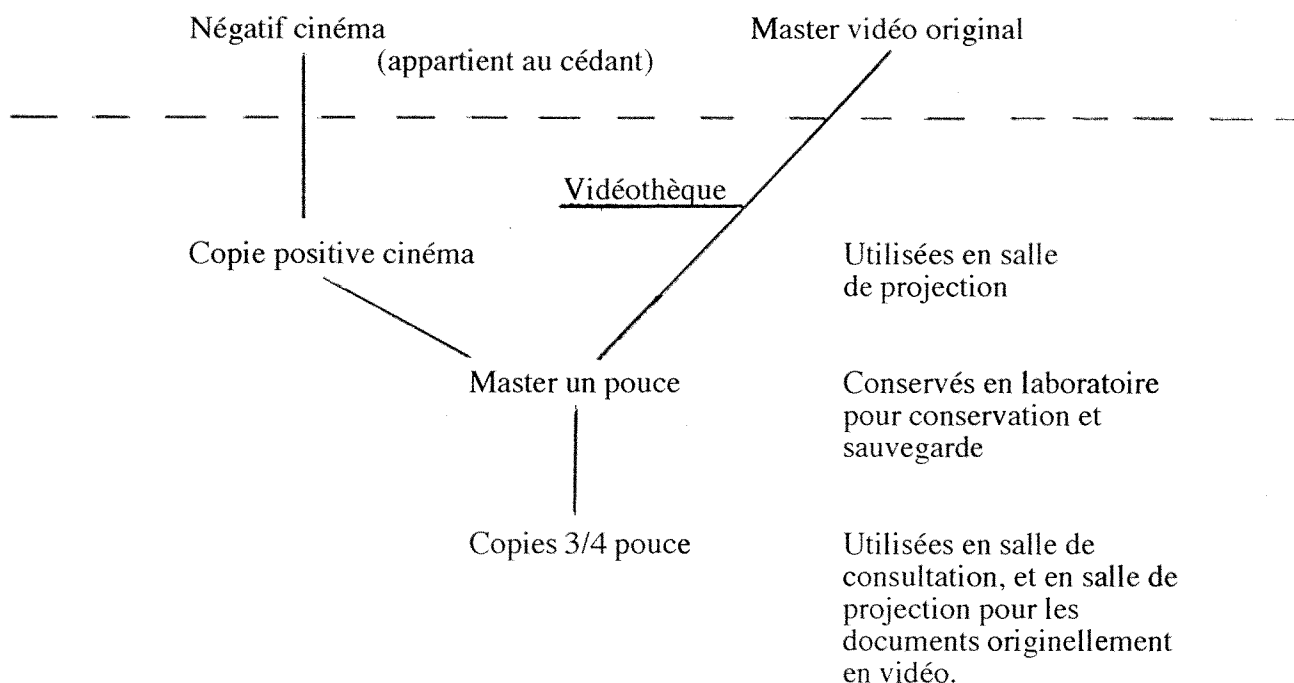 Négatif cinéma
(appartient au cédant)
Master vidéo original
Vidéothèque
Copie positive cinéma
Utilisées en salle
de projection
Master un pouce
Conservés en laboratoire
pour conservation et
sauvegarde
Copies 3/4 pouce
Utilisées en salle de
consultation, et en salle de
projection pour les
documents originellement
en vidéo.